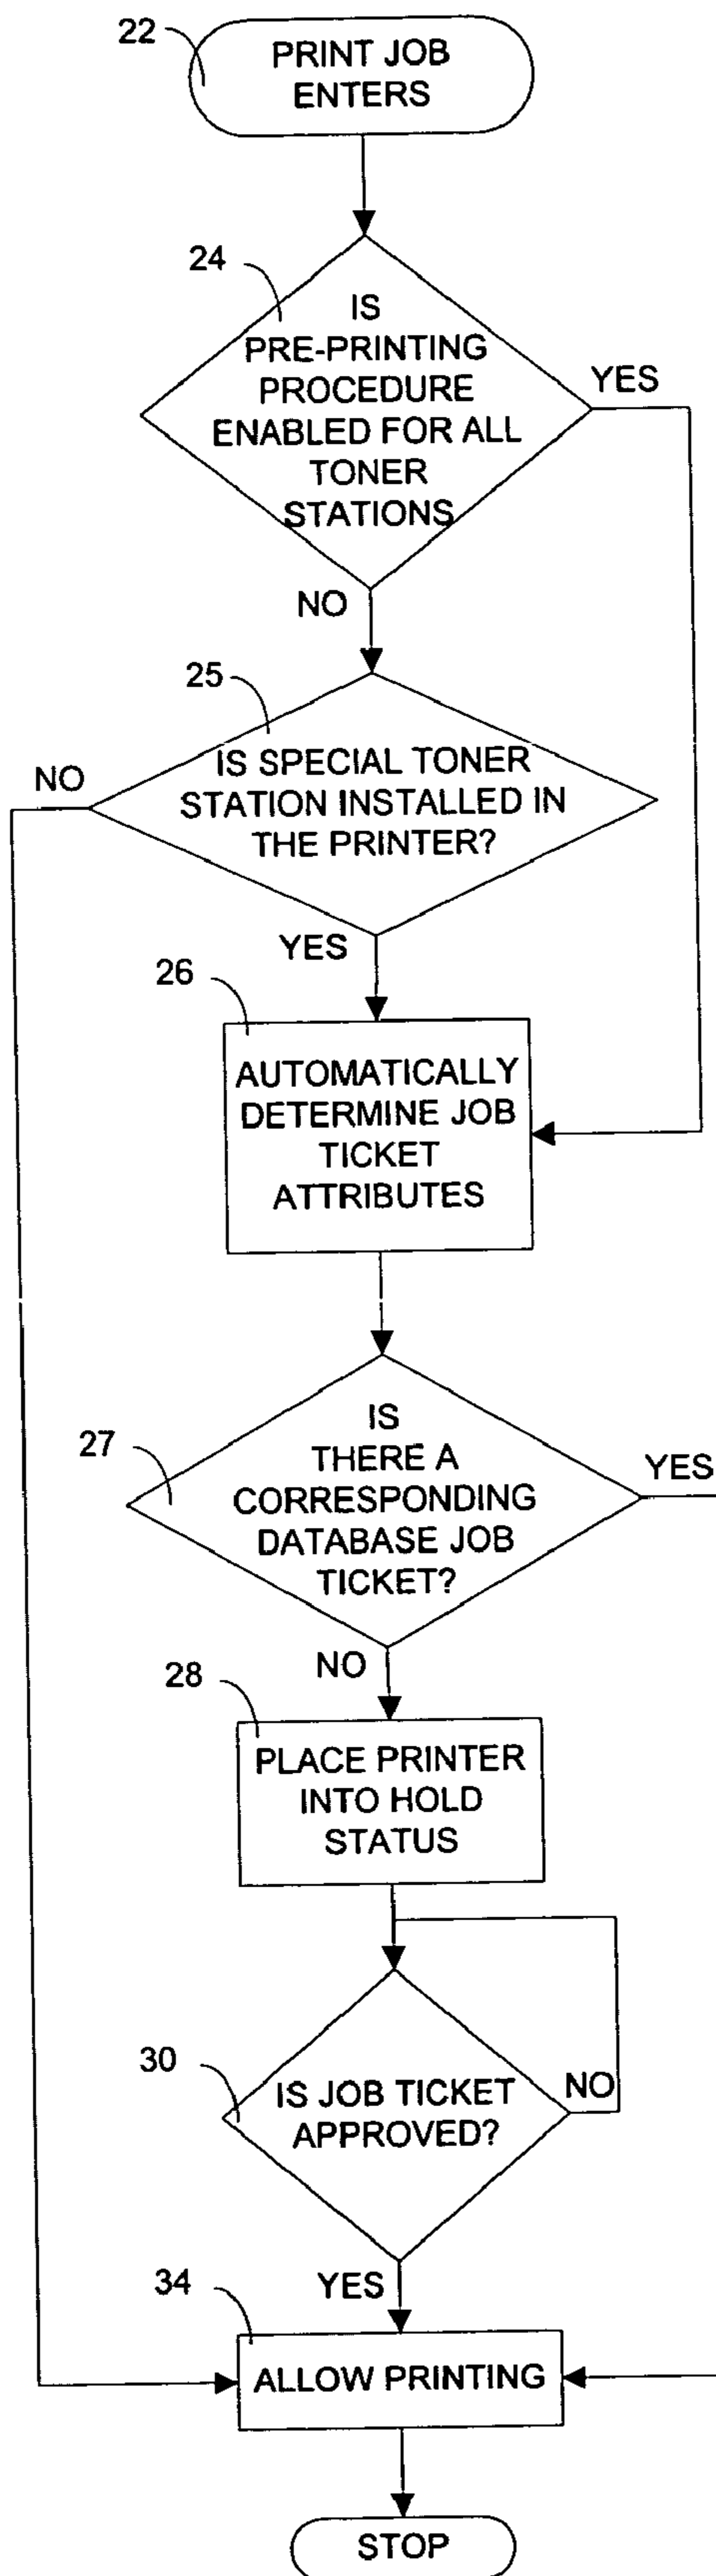 22
PRINT JOB
ENTERS
24
IS
PRE-PRINTING
PROCEDURE
ENABLED FOR ALL
TONER
STATIONS
YES
NO
25
IS SPECIAL TONER
STATION INSTALLED IN
THE PRINTER?
NO
YES
26
AUTOMATICALLY
DETERMINE JOB
TICKET
ATTRIBUTES
27
IS
THERE A
CORRESPONDING
DATABASE JOB
TICKET?
YES
NO
28
PLACE PRINTER
INTO HOLD
STATUS
30
IS JOB TICKET
APPROVED?
NO
YES
34
ALLOW PRINTING
STOP